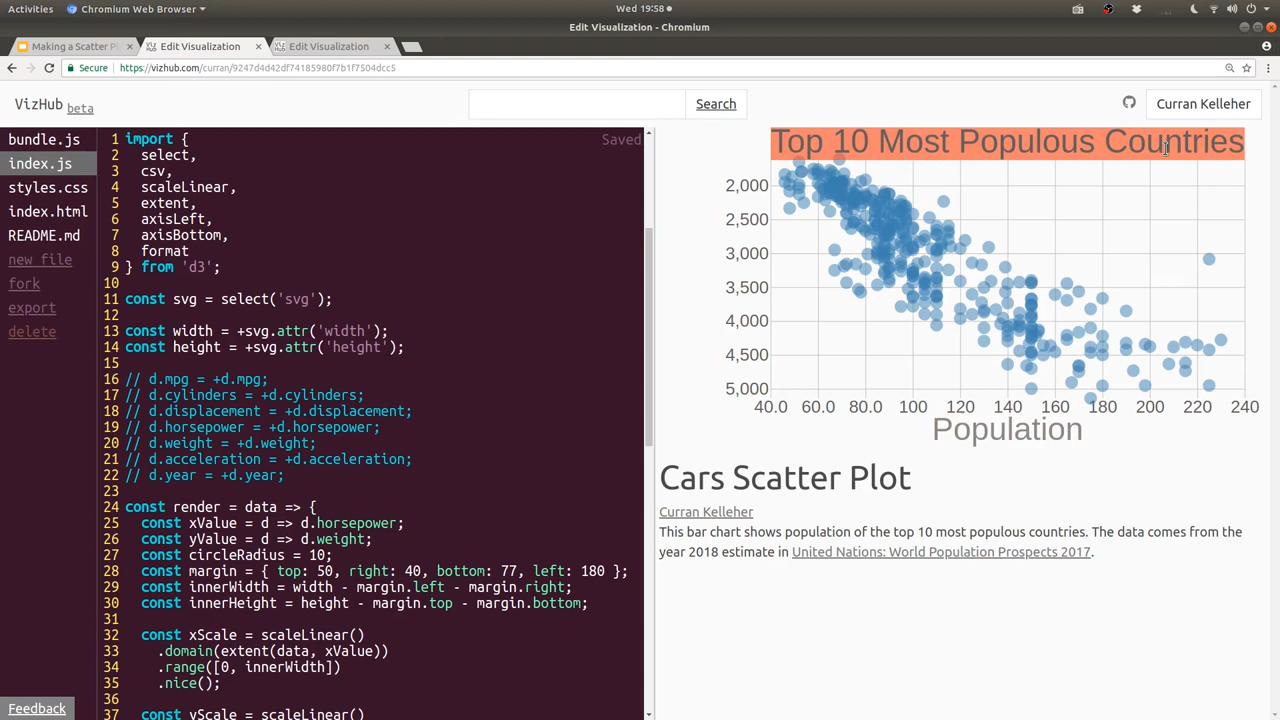 Activities Chromium Web Browser Wed 19:58
Edit Visualization - Chromium
Making a Scatter Pl Edit Visualization Edit Visualization
Secure https://vizhub.com/curran/9247d4d42df74185980f7b1f7504dcc5
VizHub beta Search Curran Kelleher
bundle.js
index.js
styles.css
index.html
README.md
new file
fork
export
delete
Feedback
Saved
1 import {
2 select,
3 csv,
4 scaleLinear,
5 extent,
6 axisLeft,
7 axisBottom,
8 format
9 } from 'd3';
10
11 const svg = select('svg');
12
13 const width = +svg.attr('width');
14 const height = +svg.attr('height');
15
16 // d.mpg = +d.mpg;
17 // d.cylinders = +d.cylinders;
18 // d.displacement = +d.displacement;
19 // d.horsepower = +d.horsepower;
20 // d.weight = +d.weight;
21 // d.acceleration = +d.acceleration;
22 // d.year = +d.year;
23
24 const render = data => {
25 const xValue = d => d.horsepower;
26 const yValue = d => d.weight;
27 const circleRadius = 10;
28 const margin = { top: 50, right: 40, bottom: 77, left: 180 };
29 const innerWidth = width - margin.left - margin.right;
30 const innerHeight = height - margin.top - margin.bottom;
31
32 const xScale = scaleLinear()
33 .domain(extent(data, xValue))
34 .range([0, innerWidth])
35 .nice();
36
37 const yScale = scaleLinear()
Top 10 Most Populous Countries
2,000
2,500
3,000
3,500
4,000
4,500
5,000
40.0 60.0 80.0 100 120 140 160 180 200 220 240
Population
Cars Scatter Plot
Curran Kelleher
This bar chart shows population of the top 10 most populous countries. The data comes from the
year 2018 estimate in United Nations: World Population Prospects 2017.